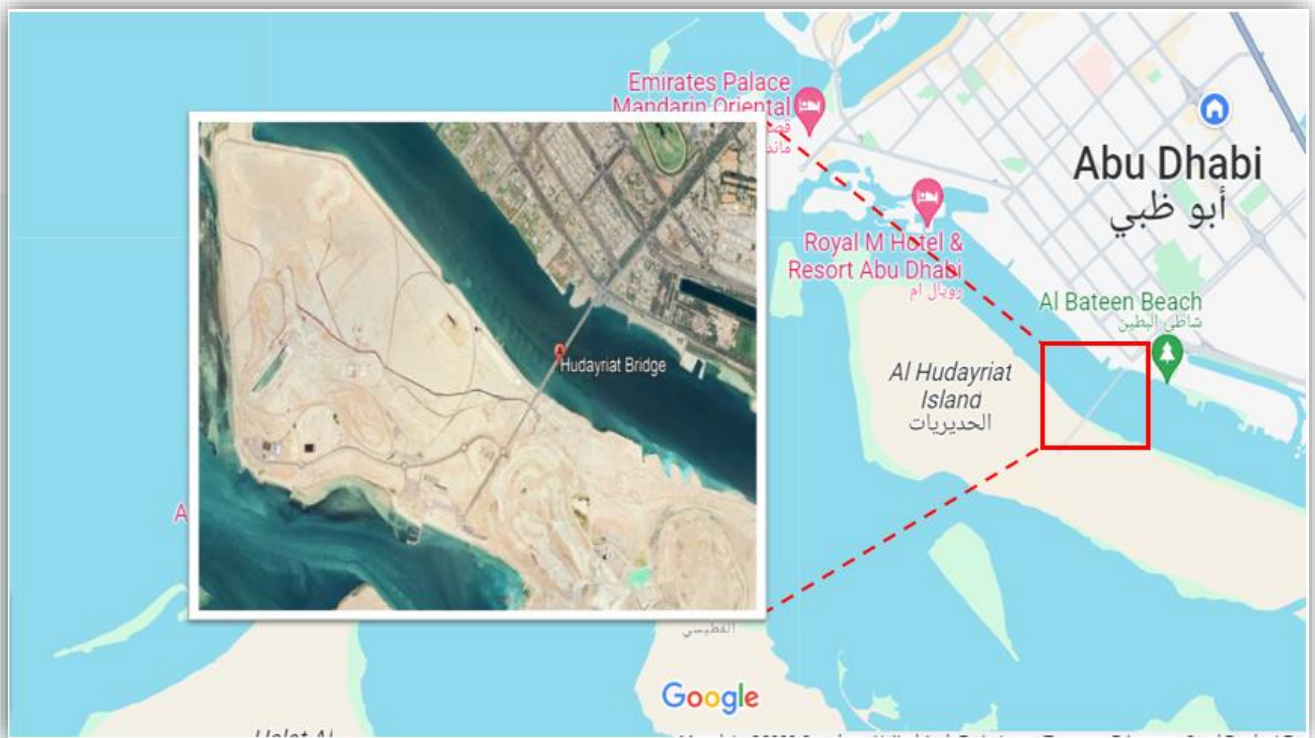 Emirates Palace
Mandarin Oriental
Abu Dhabi
أبو ظبي
Royal M Hotel &
Resort Abu Dhabi
رويال ام
Al Bateen Beach
شاطئ البطين
Hudayriat Bridge
Al Hudayriat
Island
الحديريات
A
الفطيسي
Google